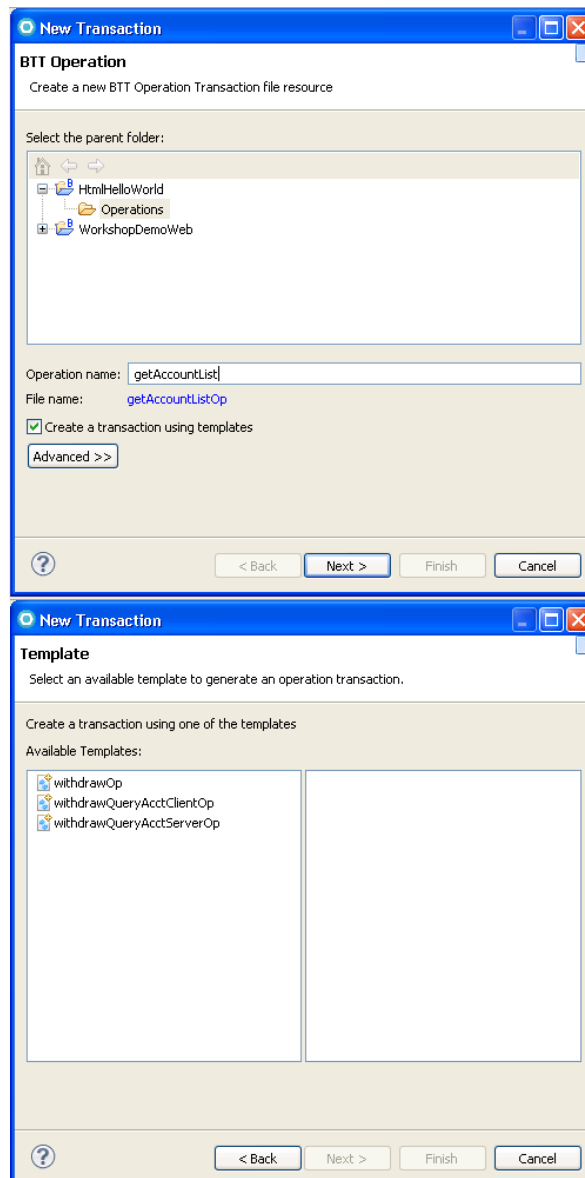 New Transaction
BTT Operation
Create a new BTT Operation Transaction file resource
Select the parent folder:
HtmlHelloWorld
Operations
WorkshopDemoWeb
Operation name: getAccountList
File name: getAccountListOp
Create a transaction using templates
Advanced >>
< Back Next > Finish Cancel
New Transaction
Template
Select an available template to generate an operation transaction.
Create a transaction using one of the templates
Available Templates:
withdrawOp
withdrawQueryAcctClientOp
withdrawQueryAcctServerOp
< Back Next > Finish Cancel